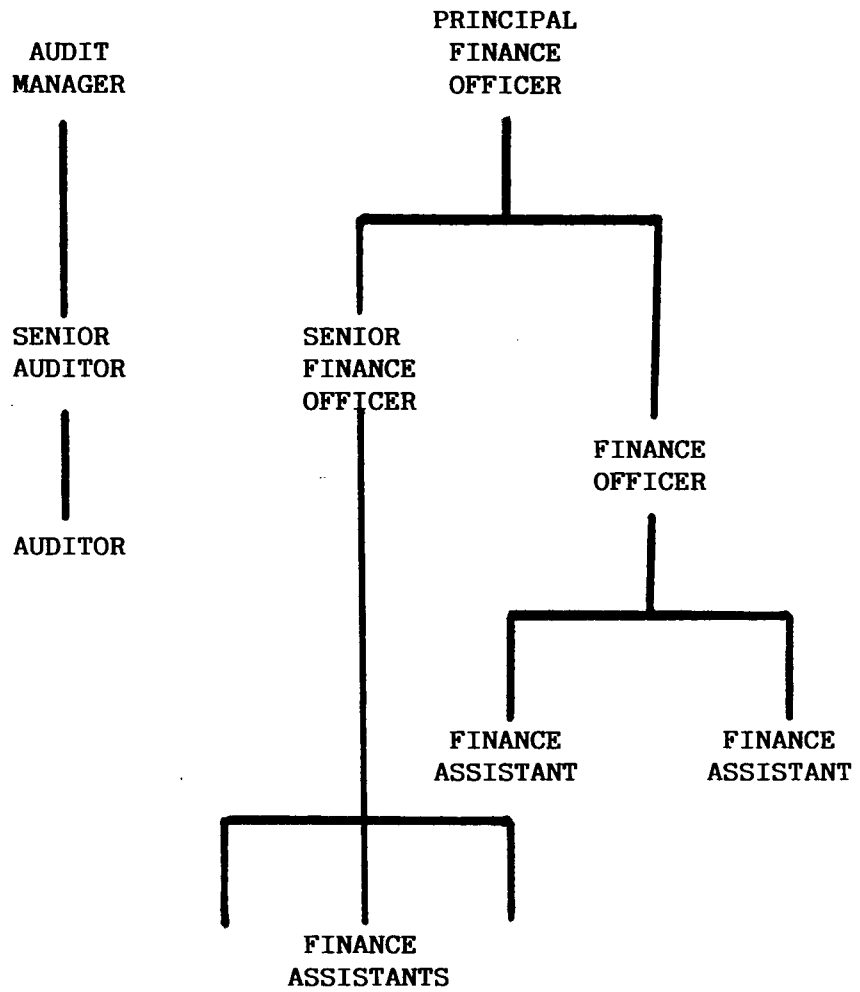 AUDIT
MANAGER
PRINCIPAL
FINANCE
OFFICER
SENIOR
AUDITOR
SENIOR
FINANCE
OFFICER
FINANCE
OFFICER
AUDITOR
FINANCE
ASSISTANT
FINANCE
ASSISTANT
FINANCE
ASSISTANTS